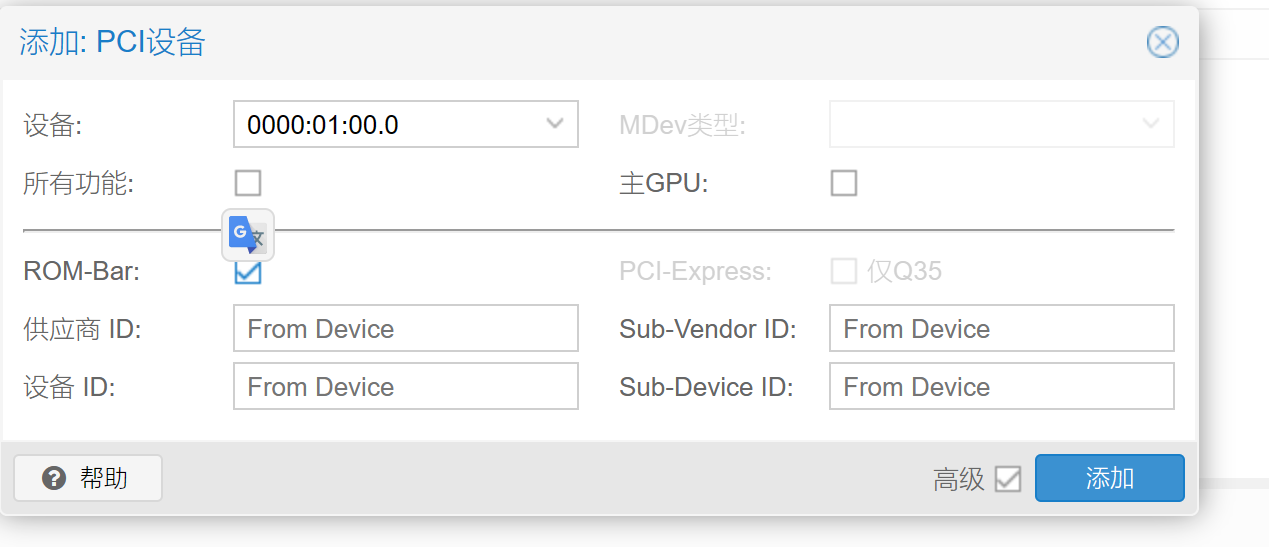 添加: PCI设备
设备: 0000:01:00.0 MDev类型:
所有功能: 主GPU:
G 文
ROM-Bar: PCI-Express: 仅Q35
供应商 ID: From Device Sub-Vendor ID: From Device
设备 ID: From Device Sub-Device ID: From Device
? 帮助 高级 添加